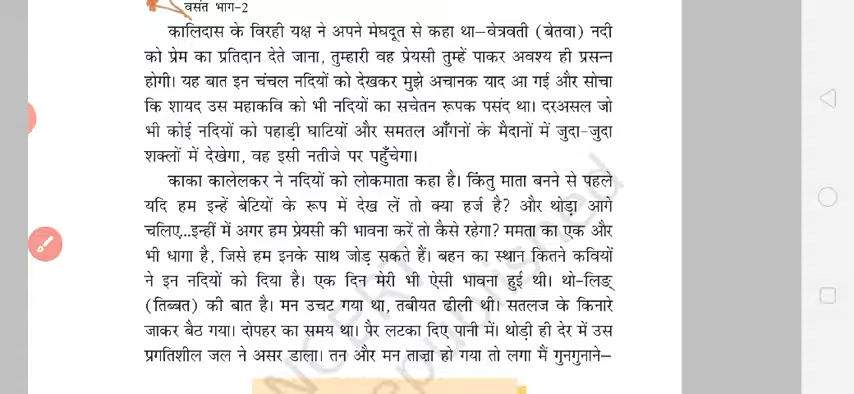 वसंत भाग-2
कालिदास के विरही यक्ष ने अपने मेघदूत से कहा था—वेत्रवती (बेतवा) नदी
को प्रेम का प्रतिदान देते जाना, तुम्हारी वह प्रेयसी तुम्हें पाकर अवश्य ही प्रसन्न
होगी। यह बात इन चंचल नदियों को देखकर मुझे अचानक याद आ गई और सोचा
कि शायद उस महाकवि को भी नदियों का सचेतन रूपक पसंद था। दरअसल जो
भी कोई नदियों को पहाड़ी घाटियों और समतल आँगनों के मैदानों में जुदा-जुदा
शक्लों में देखेगा, वह इसी नतीजे पर पहुँचेगा।
काका कालेलकर ने नदियों को लोकमाता कहा है। किंतु माता बनने से पहले
यदि हम इन्हें बेटियों के रूप में देख लें तो क्या हर्ज है? और थोड़ा आगे
चलिए...इन्हीं में अगर हम प्रेयसी की भावना करें तो कैसे रहेगा? ममता का एक और
भी धागा है, जिसे हम इनके साथ जोड़ सकते हैं। बहन का स्थान कितने कवियों
ने इन नदियों को दिया है। एक दिन मेरी भी ऐसी भावना हुई थी। थो-लिङ्
(तिब्बत) की बात है। मन उचट गया था, तबीयत ढीली थी। सतलज के किनारे
जाकर बैठ गया। दोपहर का समय था। पैर लटका दिए पानी में। थोड़ी ही देर में उस
प्रगतिशील जल ने असर डाला। तन और मन ताज़ा हो गया तो लगा मैं गुनगुनाने—
NCERT
republished